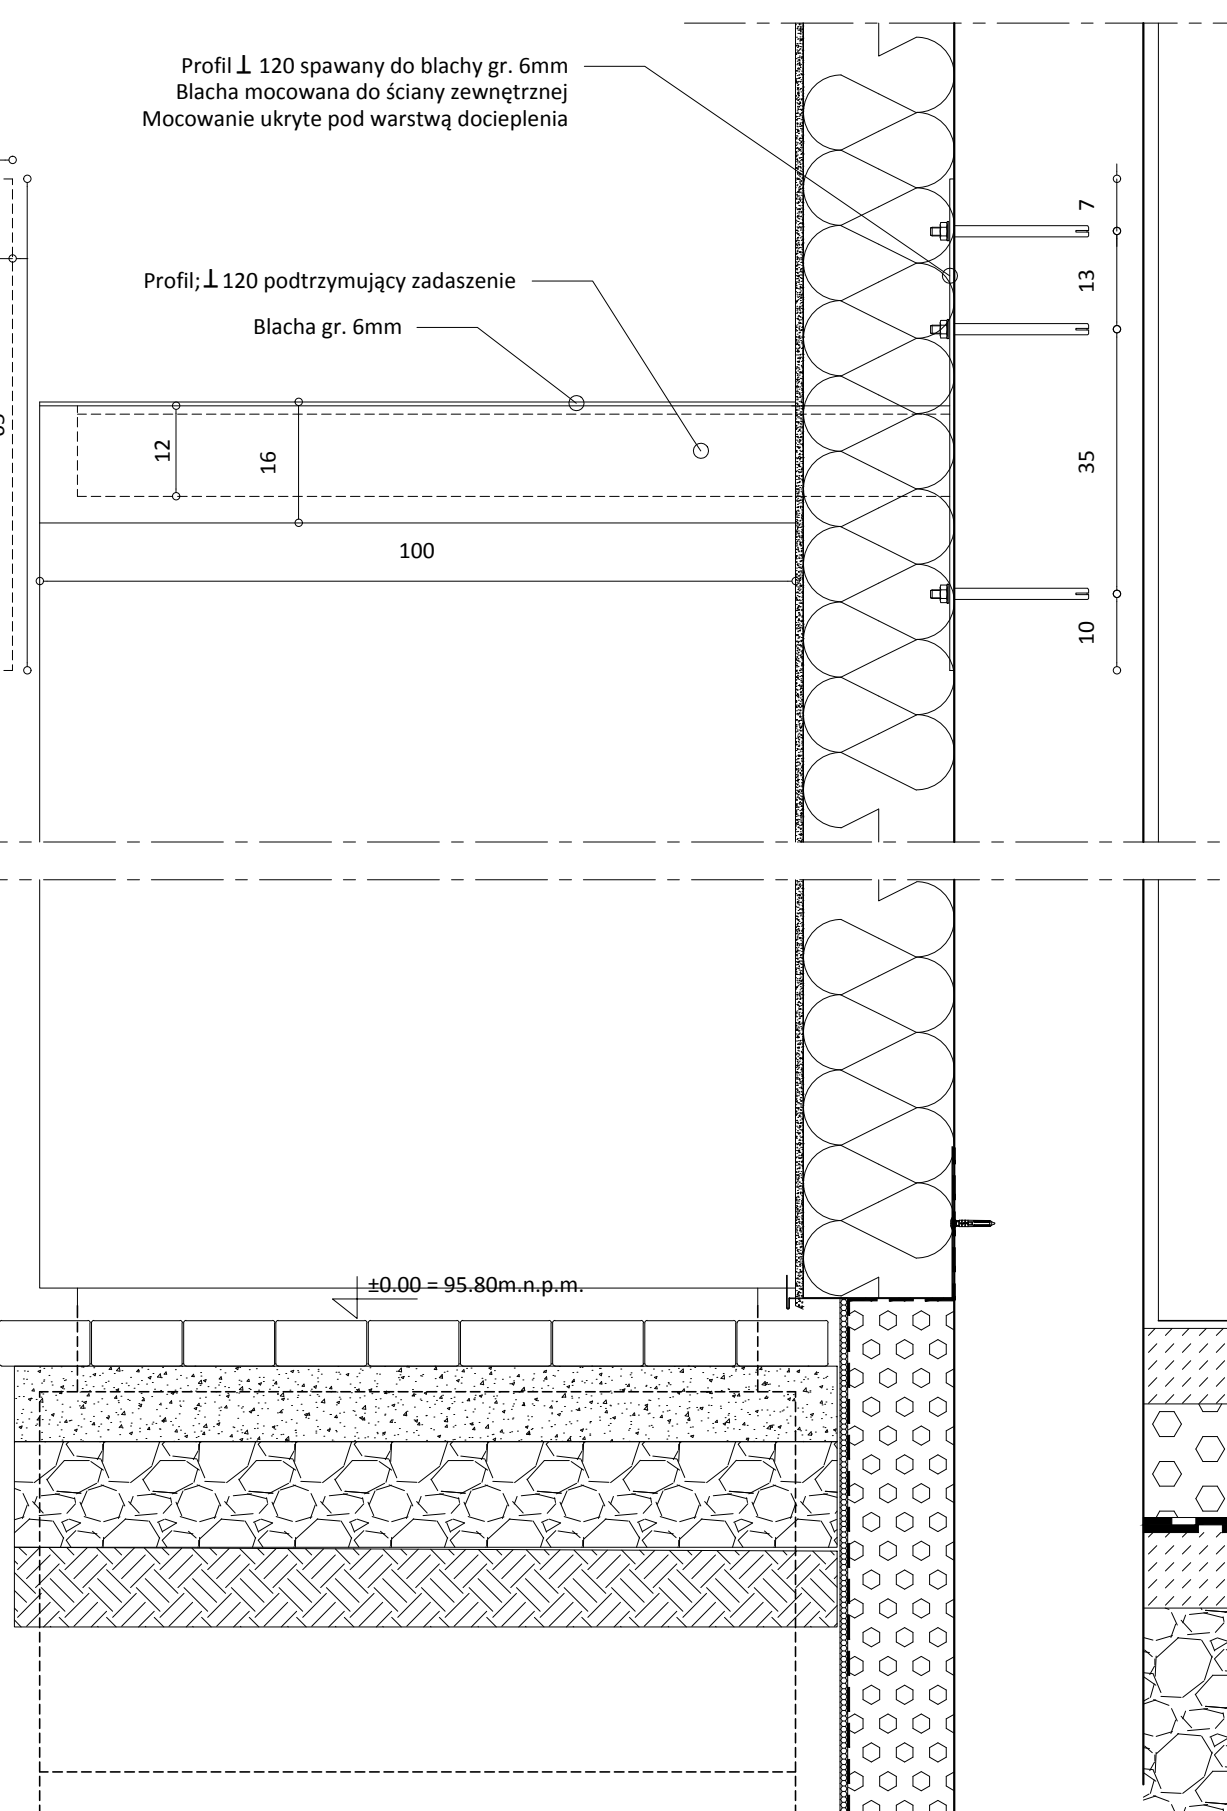 Profil ⊥ 120 spawany do blachy gr. 6mm
Blacha mocowana do ściany zewnętrznej
Mocowanie ukryte pod warstwą docieplenia
7
13
Profil; ⊥ 120 podtrzymujący zadaszenie
Blacha gr. 6mm
12
16
35
100
10
±0.00 = 95.80m.n.p.m.